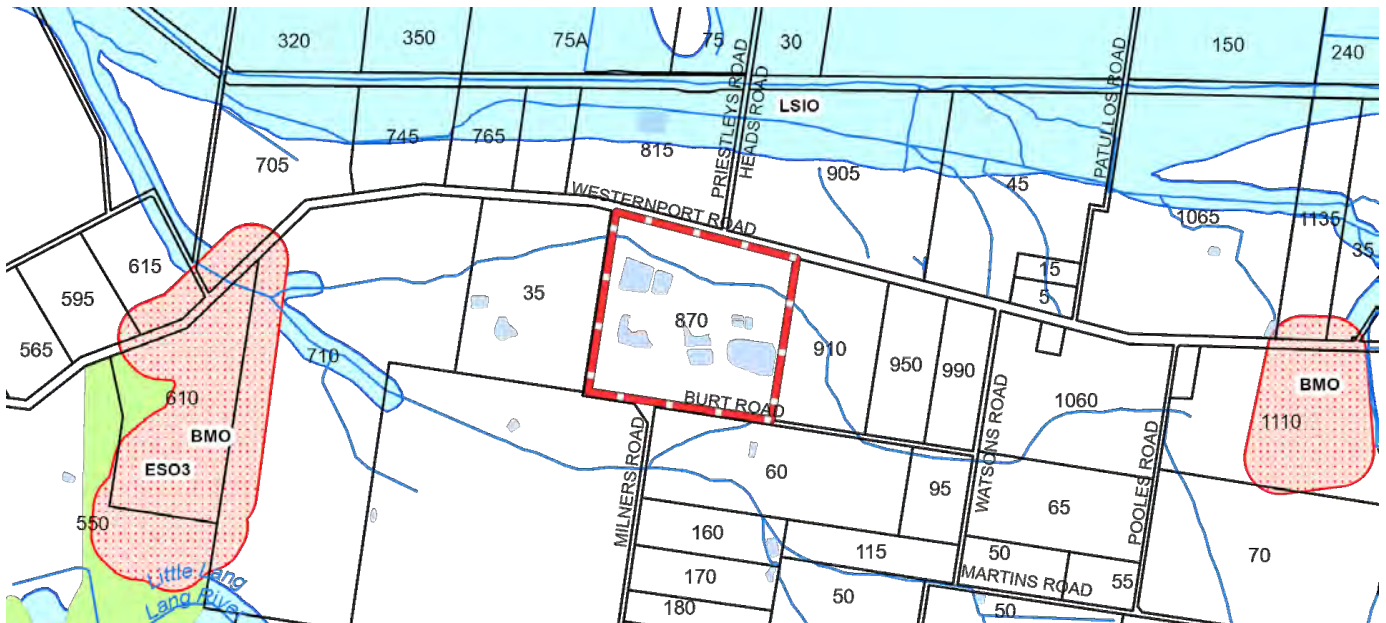 320
350
75A
75
30
150
240
LSIO
PRIESTLEYS ROAD
HEADS ROAD
PATULLOS ROAD
745
765
705
815
905
45
1065
1135
35
WESTERNPORT ROAD
615
595
565
15
5
35
870
910
950
990
710
610
BMO
ESO3
550
BURT ROAD
WATSONS ROAD
1060
BMO
1110
MILNERS ROAD
60
95
65
POOLES ROAD
160
115
50
70
170
MARTINS ROAD
55
180
50
50
Little Lang
Lang River